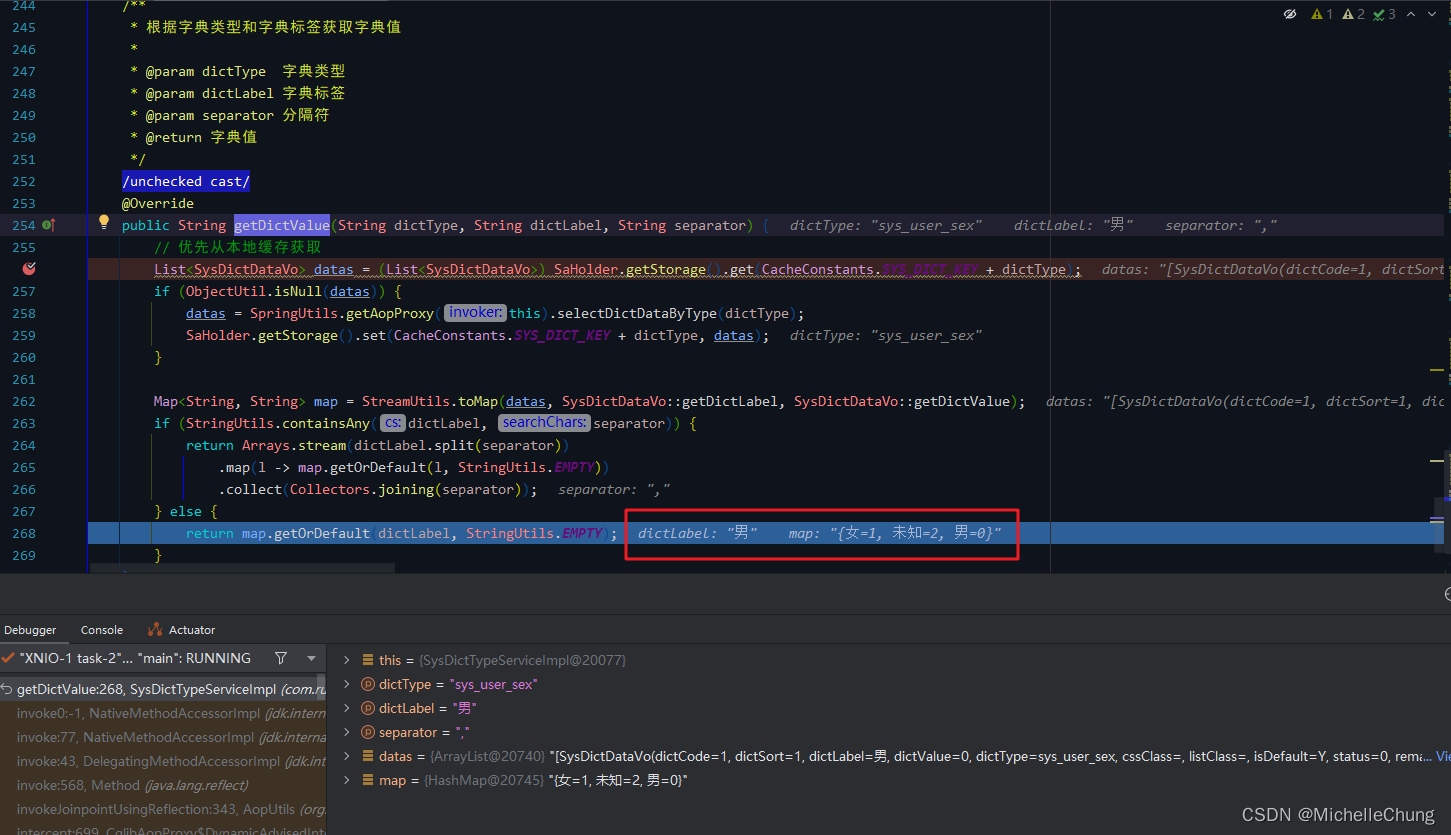 244 /**
245 * 根据字典类型和字典标签获取字典值
246 *
247 * @param dictType 字典类型
248 * @param dictLabel 字典标签
249 * @param separator 分隔符
250 * @return 字典值
251 */
252 /unchecked cast/
253 @Override
254 public String getDictValue(String dictType, String dictLabel, String separator) { dictType: "sys_user_sex" dictLabel: "男" separator: ","
255 // 优先从本地缓存获取
List<SysDictDataVo> datas = (List<SysDictDataVo>) SaHolder.getStorage().get(CacheConstants.SYS_DICT_KEY + dictType); datas: "[SysDictDataVo(dictCode=1, dictSort
257 if (ObjectUtil.isNull(datas)) {
258 datas = SpringUtils.getAopProxy( invoker: this).selectDictDataByType(dictType);
259 SaHolder.getStorage().set(CacheConstants.SYS_DICT_KEY + dictType, datas); dictType: "sys_user_sex"
260 }
261
262 Map<String, String> map = StreamUtils.toMap(datas, SysDictDataVo::getDictLabel, SysDictDataVo::getDictValue); datas: "[SysDictDataVo(dictCode=1, dictSort=1, dic
263 if (StringUtils.containsAny( cs: dictLabel, searchChars: separator)) {
264 return Arrays.stream(dictLabel.split(separator))
265 .map(l -> map.getOrDefault(l, StringUtils.EMPTY))
266 .collect(Collectors.joining(separator)); separator: ","
267 } else {
268 return map.getOrDefault(dictLabel, StringUtils.EMPTY); dictLabel: "男" map: "{女=1, 未知=2, 男=0}"
269 }
1 2 3
Debugger Console Actuator
"XNIO-1 task-2"... "main": RUNNING
getDictValue:268, SysDictTypeServiceImpl (com.ru
invoke0:-1, NativeMethodAccessorImpl (jdk.intern
invoke:77, NativeMethodAccessorImpl (jdk.interna
invoke:43, DelegatingMethodAccessorImpl (jdk.int
invoke:568, Method (java.lang.reflect)
invokeJoinpointUsingReflection:343, AopUtils (org.
intercept:699, CglibAopProxy$DynamicAdvisedInt
this = {SysDictTypeServiceImpl@20077}
dictType = "sys_user_sex"
dictLabel = "男"
separator = ","
datas = {ArrayList@20740} "[SysDictDataVo(dictCode=1, dictSort=1, dictLabel=男, dictValue=0, dictType=sys_user_sex, cssClass=, listClass=, isDefault=Y, status=0, rema... Vie
map = {HashMap@20745} "{女=1, 未知=2, 男=0}"
CSDN @MichelleChung